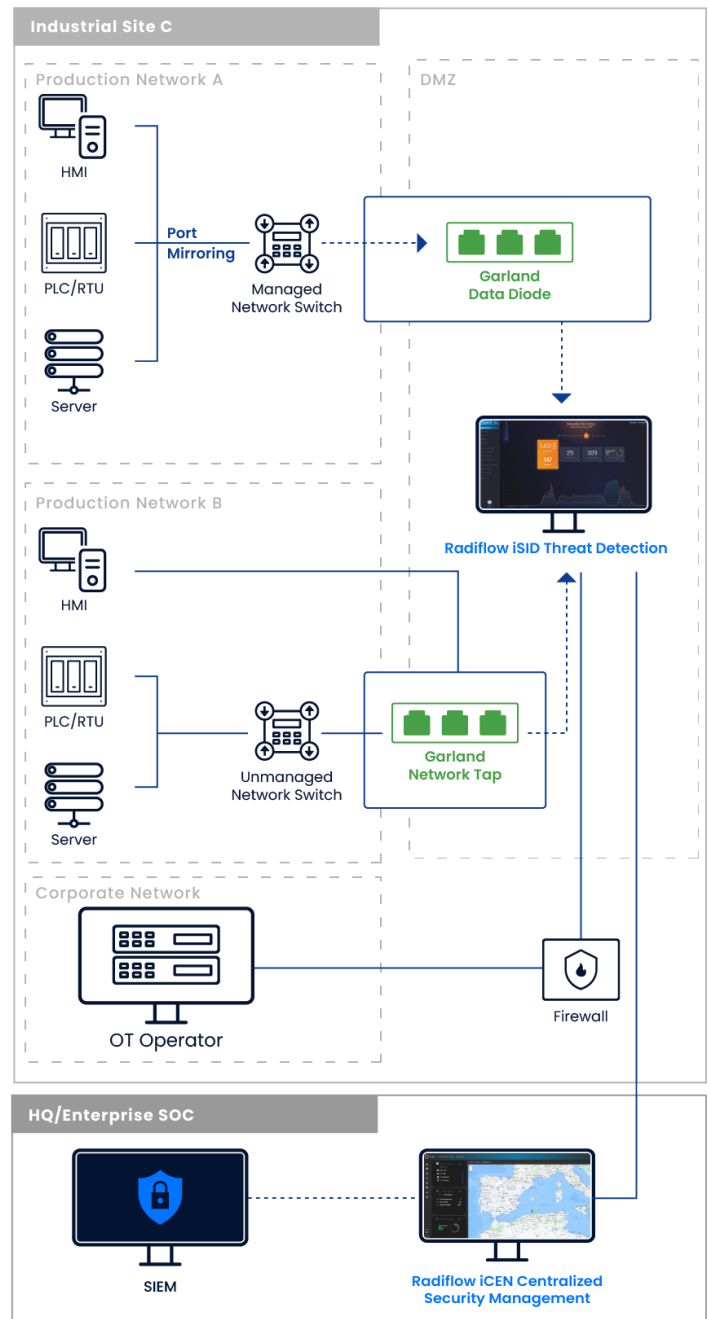 Industrial Site C
Production Network A
DMZ
HMI
Port
Mirroring
PLC/RTU
Managed
Network Switch
Garland
Data Diode
Server
Production Network B
Radiflow iSID Threat Detection
HMI
PLC/RTU
Unmanaged
Network Switch
Garland
Network Tap
Server
Corporate Network
OT Operator
Firewall
HQ/Enterprise SOC
SIEM
Radiflow iCEN Centralized
Security Management